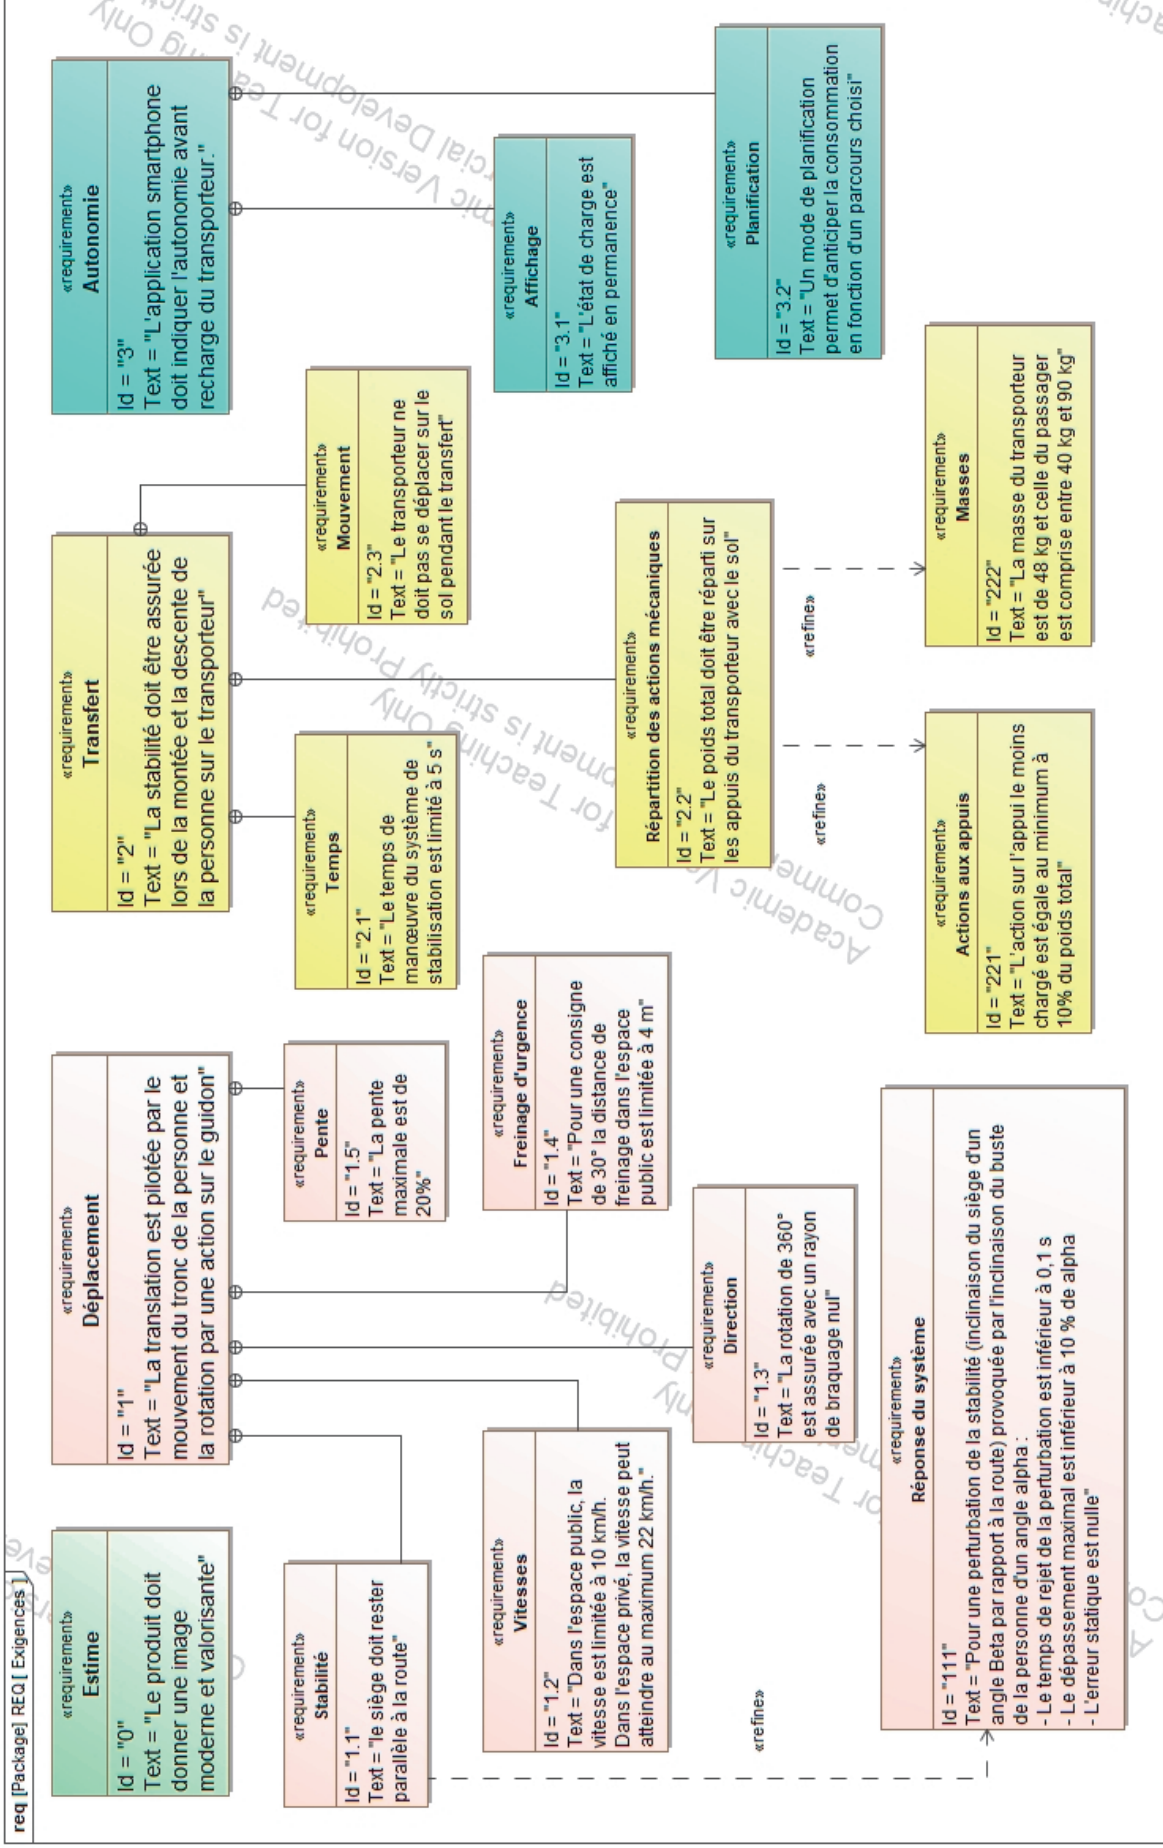 req [Package] REQ [ Exigences ]
«requirement»
Estime
Id = "0"
Text = "Le produit doit
donner une image
moderne et valorisante"
«requirement»
Déplacement
Id = "1"
Text = "La translation est pilotée par le
mouvement du tronc de la personne et
la rotation par une action sur le guidon"
«requirement»
Transfert
Id = "2"
Text = "La stabilité doit être assurée
lors de la montée et la descente de
la personne sur le transporteur"
«requirement»
Autonomie
Id = "3"
Text = "L'application smartphone
doit indiquer l'autonomie avant
recharge du transporteur."
«requirement»
Stabilité
Id = "1.1"
Text = "le siège doit rester
parallèle à la route"
«requirement»
Pente
Id = "1.5"
Text = "La pente
maximale est de
20%"
«requirement»
Temps
Id = "2.1"
Text = "Le temps de
manœuvre du système de
stabilisation est limité à 5 s"
«requirement»
Mouvement
Id = "2.3"
Text = "Le transporteur ne
doit pas se déplacer sur le
sol pendant le transfert"
«requirement»
Vitesses
Id = "1.2"
Text = "Dans l'espace public, la
vitesse est limitée à 10 km/h.
Dans l'espace privé, la vitesse peut
atteindre au maximum 22 km/h."
«requirement»
Freinage d'urgence
Id = "1.4"
Text = "Pour une consigne
de 30° la distance de
freinage dans l'espace
public est limitée à 4 m"
«requirement»
Affichage
Id = "3.1"
Text = "L'état de charge est
affiché en permanence"
«requirement»
Direction
Id = "1.3"
Text = "La rotation de 360°
est assurée avec un rayon
de braquage nul"
«requirement»
Répartition des actions mécaniques
Id = "2.2"
Text = "Le poids total doit être réparti sur
les appuis du transporteur avec le sol"
«requirement»
Planification
Id = "3.2"
Text = "Un mode de planification
permet d'anticiper la consommation
en fonction d'un parcours choisi"
«refine»
«refine»
«refine»
«requirement»
Réponse du système
Id = "111"
Text = "Pour une perturbation de la stabilité (inclinaison du siège d'un
angle Beta par rapport à la route) provoquée par l'inclinaison du buste
de la personne d'un angle alpha :
- Le temps de rejet de la perturbation est inférieur à 0,1 s
- Le dépassement maximal est inférieur à 10 % de alpha
- L'erreur statique est nulle"
«requirement»
Actions aux appuis
Id = "221"
Text = "L'action sur l'appui le moins
chargé est égale au minimum à
10% du poids total"
«requirement»
Masses
Id = "222"
Text = "La masse du transporteur
est de 48 kg et celle du passager
est comprise entre 40 kg et 90 kg"